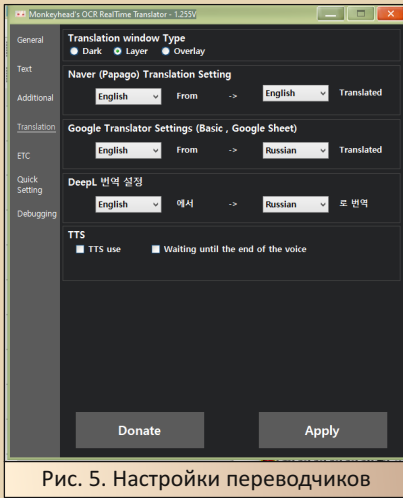 Monkeyhead's OCR RealTime Translator - 1.255V
General
Text
Additional
Translation
ETC
Quick
Setting
Debugging
Translation window Type
Dark Layer Overlay
Naver (Papago) Translation Setting
English From -> English Translated
Google Translator Settings (Basic , Google Sheet)
English From -> Russian Translated
DeepL 번역 설정
English 에서 -> Russian 로 번역
TTS
TTS use Waiting until the end of the voice
Donate Apply
Рис. 5. Настройки переводчиков